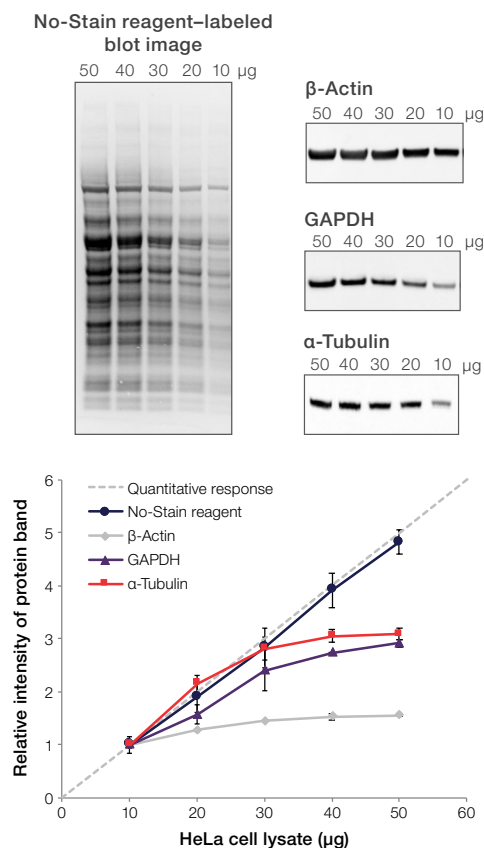 No-Stain reagent–labeled
blot image
50 40 30 20 10 µg
β-Actin
50 40 30 20 10 µg
GAPDH
50 40 30 20 10 µg
α-Tubulin
50 40 30 20 10 µg
Relative intensity of protein band
6
5
4
3
2
1
0
Quantitative response
No-Stain reagent
β-Actin
GAPDH
α-Tubulin
0 10 20 30 40 50 60
HeLa cell lysate (µg)